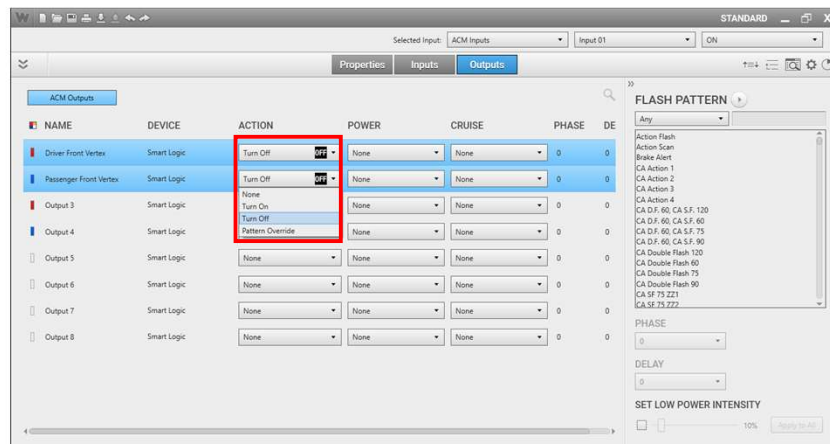 W STANDARD
Selected Input: ACM Inputs Input 01 ON
Properties Inputs Outputs
ACM Outputs
NAME DEVICE ACTION POWER CRUISE PHASE DE
Driver Front Vertex Smart Logic Turn Off OFF None None 0 0
Passenger Front Vertex Smart Logic Turn Off OFF None None 0 0
None
Turn On
Turn Off
Pattern Override
Output 3 Smart Logic None None 0 0
Output 4 Smart Logic None None 0 0
Output 5 Smart Logic None None None 0 0
Output 6 Smart Logic None None None 0 0
Output 7 Smart Logic None None None 0 0
Output 8 Smart Logic None None None 0 0
FLASH PATTERN
Any
Action Flash
Action Scan
Brake Alert
CA Action 1
CA Action 2
CA Action 3
CA Action 4
CA D.F. 60, CA S.F. 120
CA D.F. 60, CA S.F. 60
CA D.F. 60, CA S.F. 75
CA D.F. 60, CA S.F. 90
CA Double Flash 120
CA Double Flash 60
CA Double Flash 75
CA Double Flash 90
CA SF 75 ZZ1
CA SF 75 ZZ2
PHASE
0
DELAY
0
SET LOW POWER INTENSITY
10% Apply to All